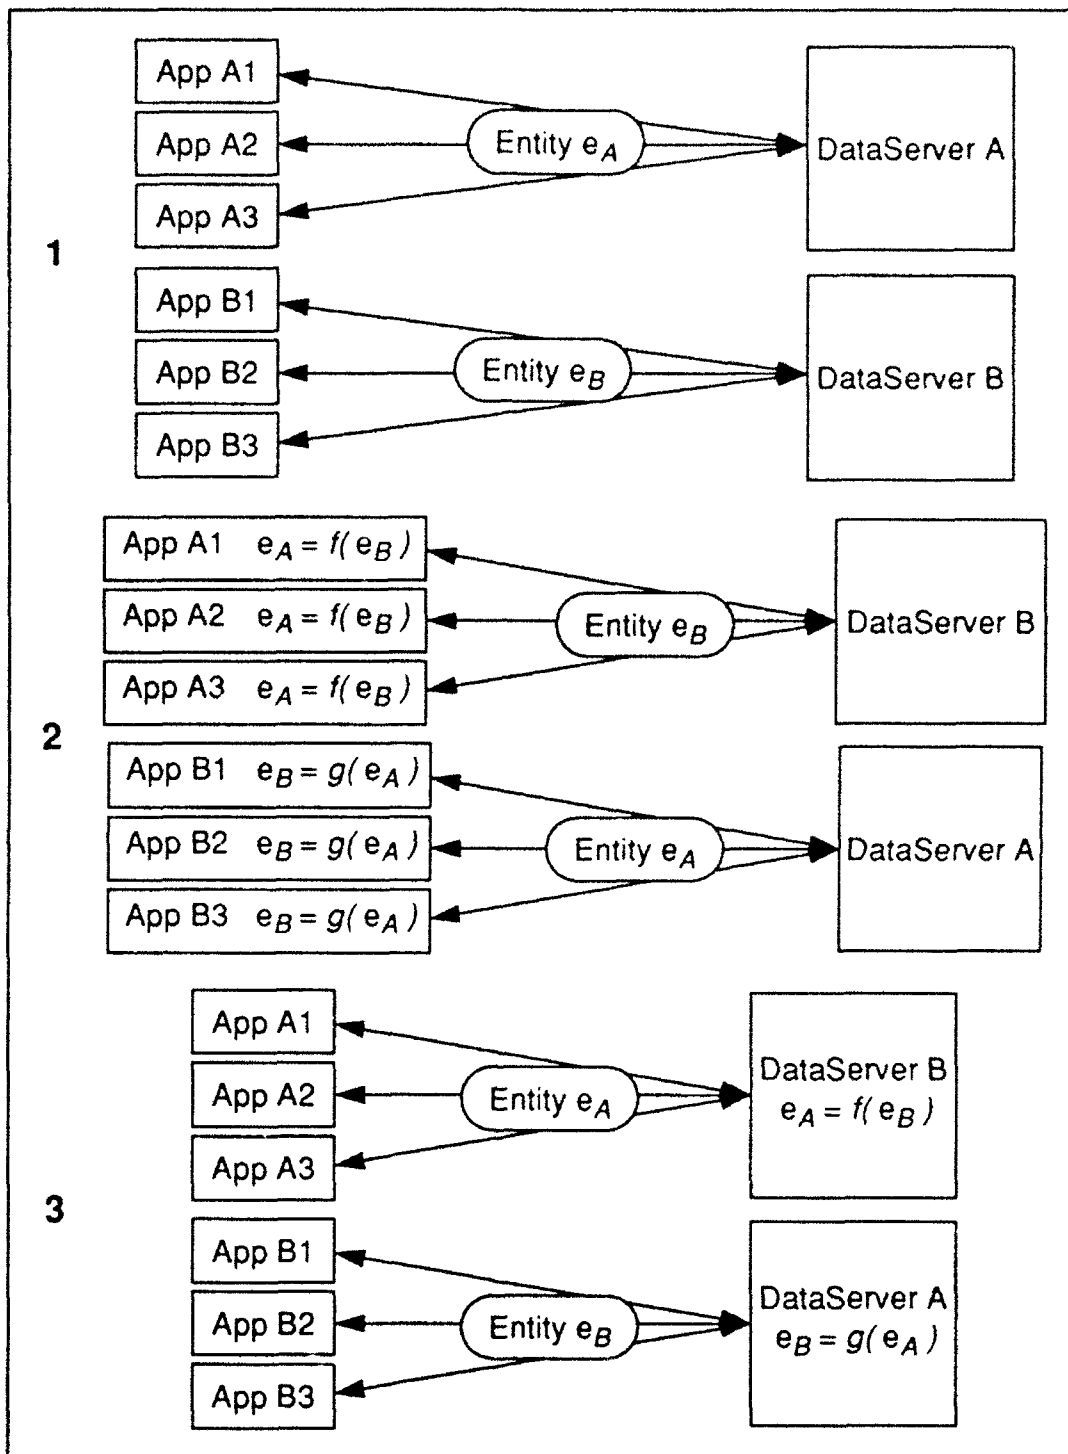 1
App A1
App A2
App A3
Entity eA
DataServer A
App B1
App B2
App B3
Entity eB
DataServer B
2
App A1 eA = f(eB)
App A2 eA = f(eB)
App A3 eA = f(eB)
Entity eB
DataServer B
App B1 eB = g(eA)
App B2 eB = g(eA)
App B3 eB = g(eA)
Entity eA
DataServer A
3
App A1
App A2
App A3
Entity eA
DataServer B
eA = f(eB)
App B1
App B2
App B3
Entity eB
DataServer A
eB = g(eA)